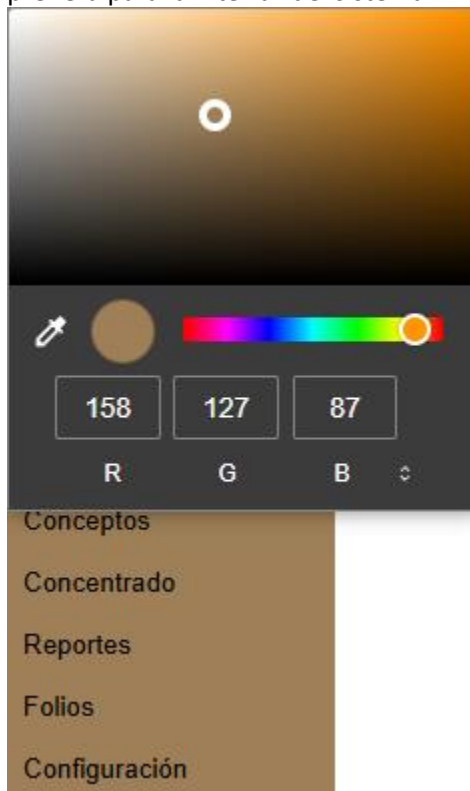 158 127 87
R G B
Conceptos
Concentrado
Reportes
Folios
Configuración